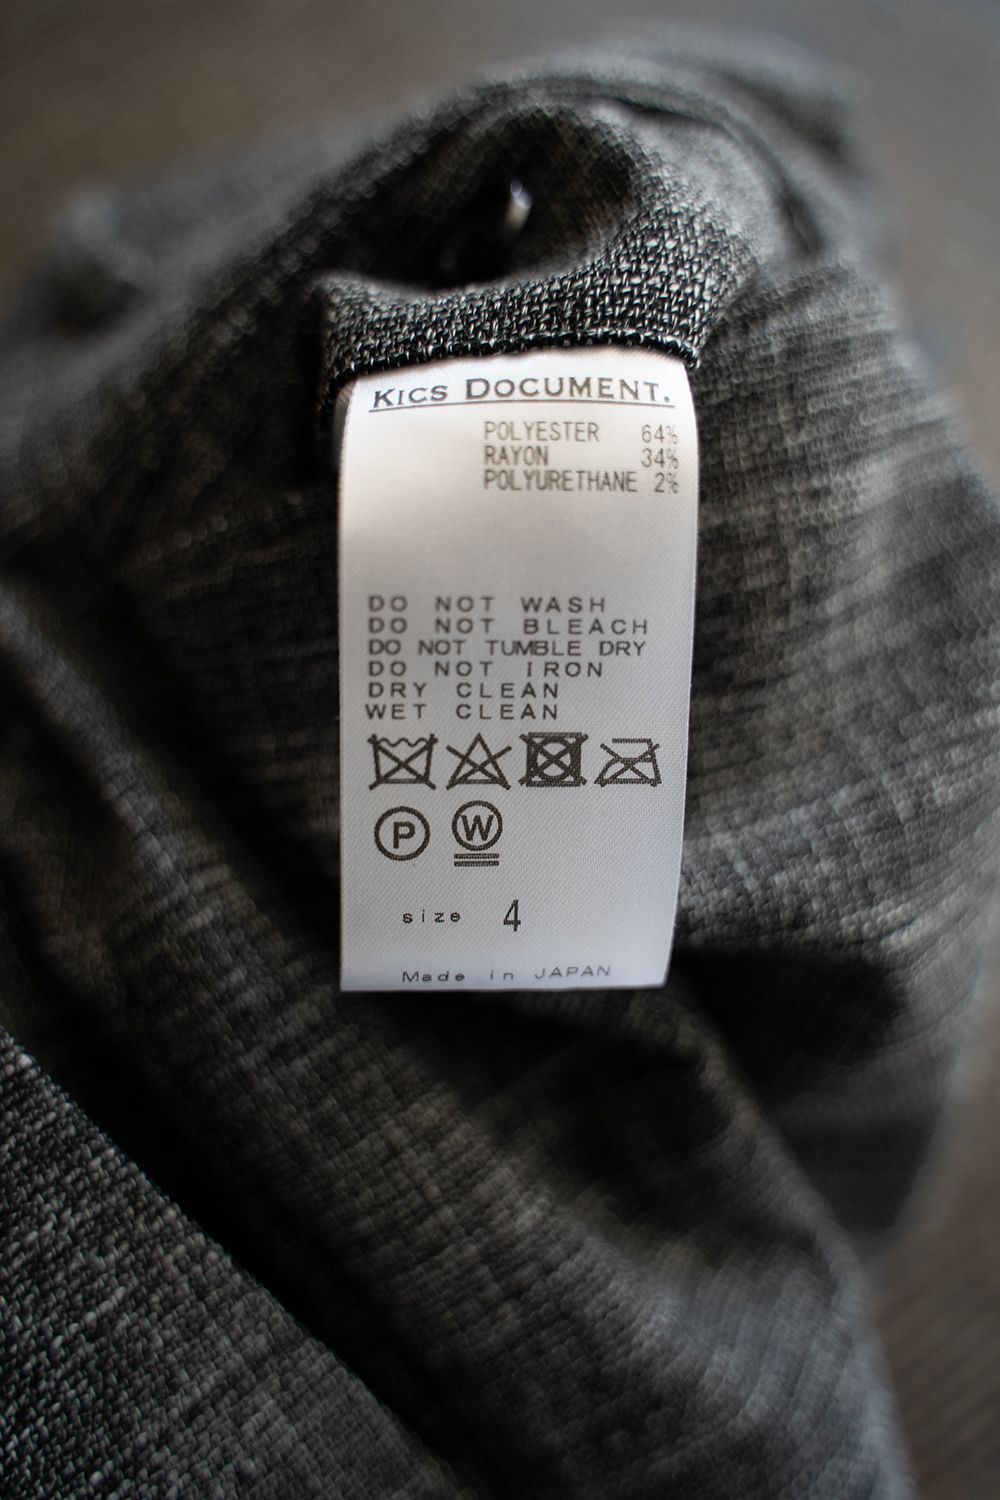 KICS DOCUMENT.
POLYESTER 64%
RAYON 34%
POLYURETHANE 2%
DO NOT WASH
DO NOT BLEACH
DO NOT TUMBLE DRY
DO NOT IRON
DRY CLEAN
WET CLEAN
P W
size 4
Made in JAPAN